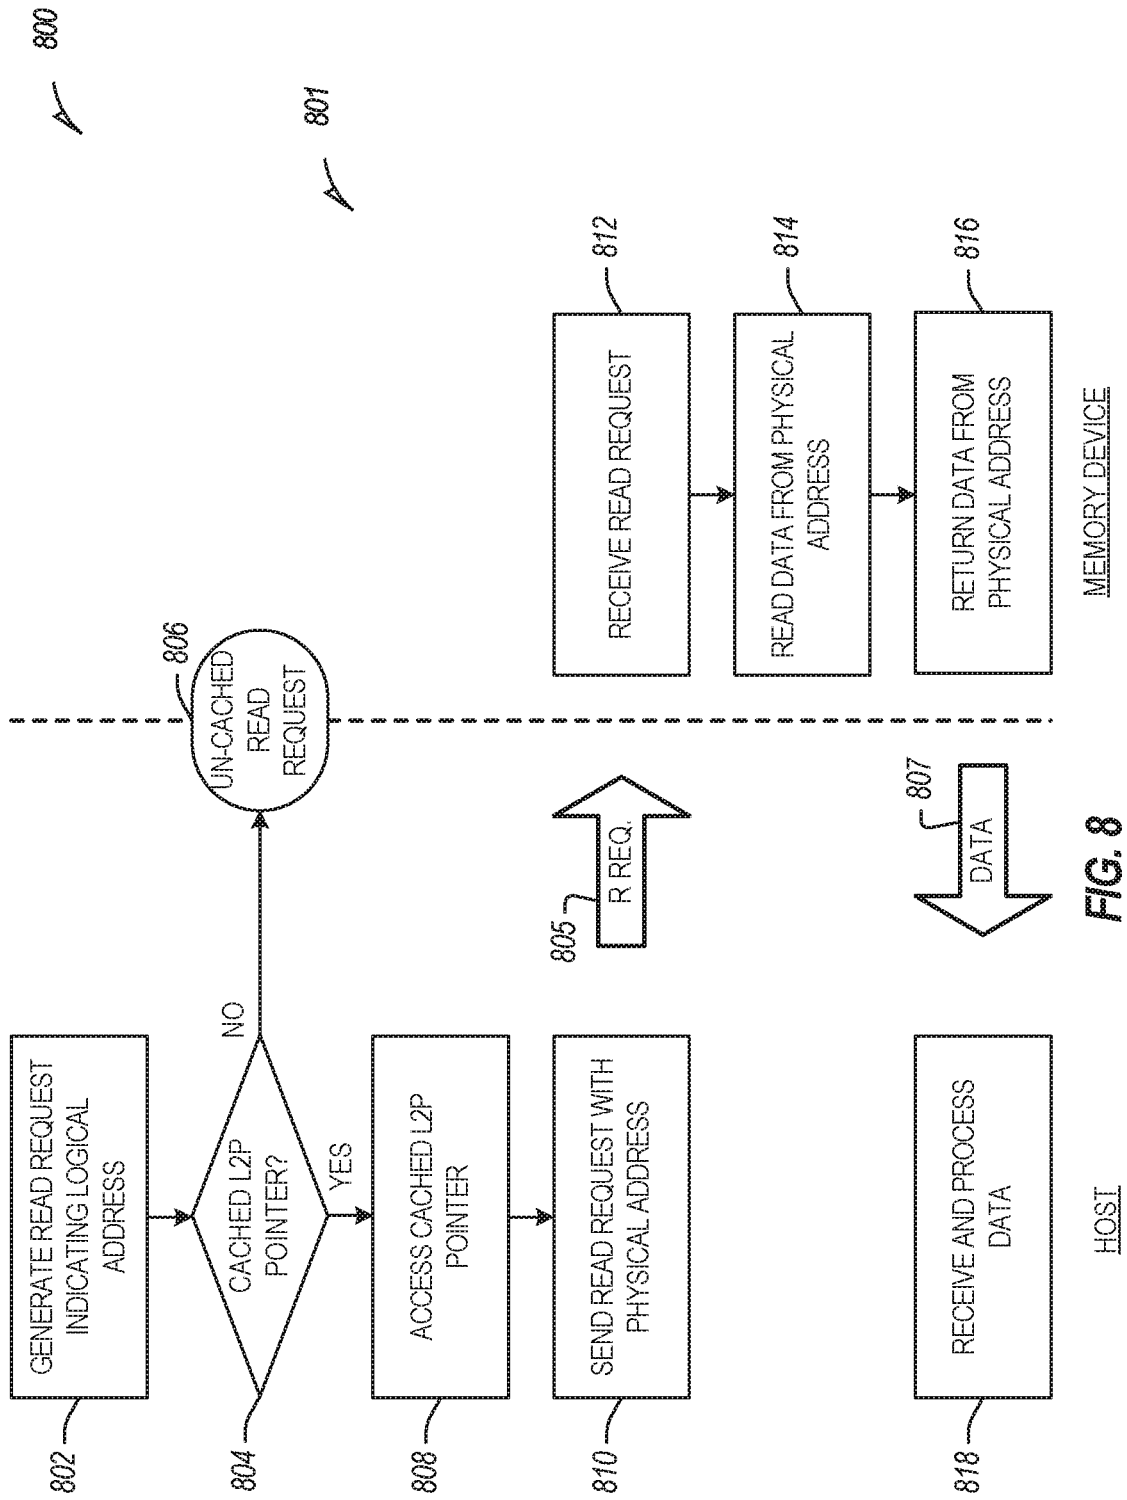 800
801
802
GENERATE READ REQUEST
INDICATING LOGICAL
ADDRESS
804
CACHED L2P
POINTER?
NO
806
UN-CACHED
READ
REQUEST
YES
808
ACCESS CACHED L2P
POINTER
810
SEND READ REQUEST WITH
PHYSICAL ADDRESS
805
R REQ.
812
RECEIVE READ REQUEST
814
READ DATA FROM PHYSICAL
ADDRESS
816
RETURN DATA FROM
PHYSICAL ADDRESS
807
DATA
818
RECEIVE AND PROCESS
DATA
HOST
MEMORY DEVICE
FIG. 8